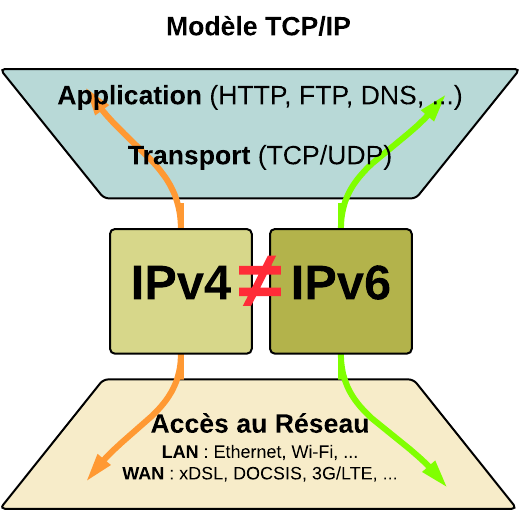 Modèle TCP/IP
Application (HTTP, FTP, DNS, ...)
Transport (TCP/UDP)
IPv4 ≠ IPv6
Accès au Réseau
LAN : Ethernet, Wi-Fi, ...
WAN : xDSL, DOCSIS, 3G/LTE, ...